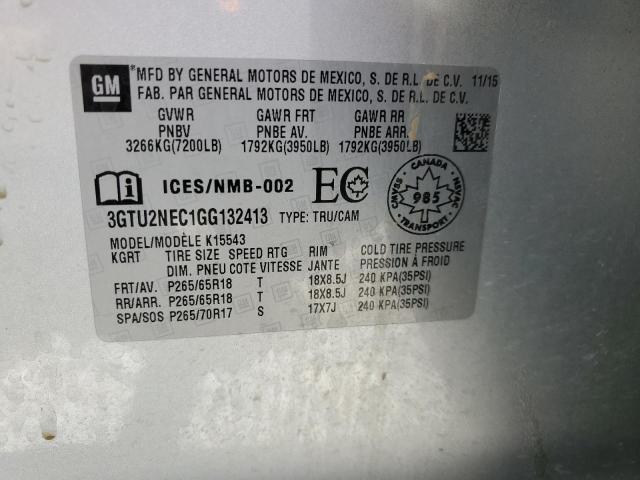 GM
*MFD BY GENERAL MOTORS DE MEXICO, S. DE R.L. DE C.V. 11/15
FAB. PAR GENERAL MOTORS DE MEXICO, S. DE R.L. DE C.V.
GVWR GAWR FRT GAWR RR
PNBV PNBE AV. PNBE ARR.
3266KG(7200LB) 1792KG(3950LB) 1792KG(3950LB)
ICES/NMB-002 EC
CANADA
985
SVAC
NSVAC
3GTU2NEC1GG132413 TYPE: TRU/CAM
MODEL/MODÈLE K15543
KGRT TIRE SIZE SPEED RTG RIM COLD TIRE PRESSURE
DIM. PNEU COTE VITESSE JANTE PRESSION À FROID
FRT/AV. P265/65R18 T 18X8.5J 240 KPA(35PSI)
RR/ARR. P265/65R18 T 18X8.5J 240 KPA(35PSI)
SPA/SOS P265/70R17 S 17X7J 240 KPA(35PSI)